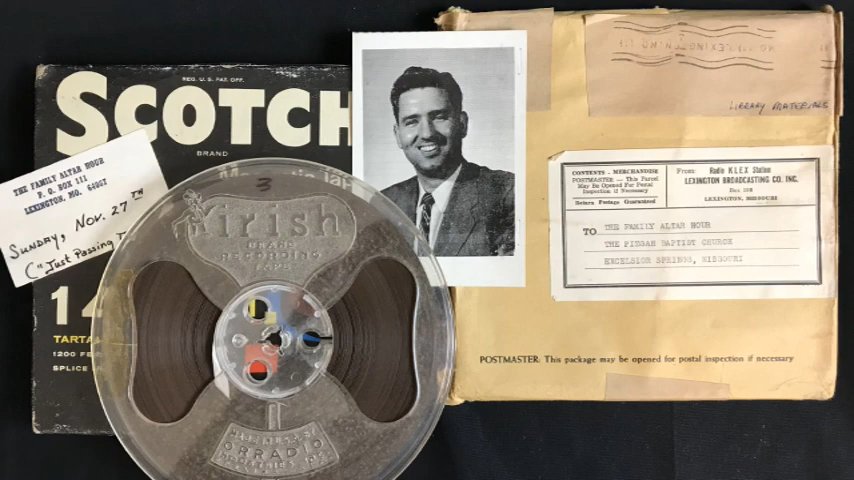 REG. U. S. PAT. OFF.
SCOTCH
BRAND
THE FAMILY ALTAR HOUR
P. O. BOX 111
LEXINGTON, MO. 64067
SUNDAY, NOV. 27TH
("Just Passing T
14
TARTA
1200 FE
SPLICE
3
irish
BRAND
RECORDING
TAPE
MADE IN U.S.A. BY
ORRADIO
LIBRARY MATERIALS
CONTENTS - MERCHANDISE
POSTMASTER - This Parcel
May Be Opened For Postal
Inspection if Necessary
Return Postage Guaranteed
From: Radio KLEX Station
LEXINGTON BROADCASTING CO. INC.
LEXINGTON, MISSOURI
TO THE FAMILY ALTAR HOUR
THE PISGAH BAPTIST CHURCH
EXCELSIOR SPRINGS, MISSOURI
POSTMASTER: This package may be opened for postal inspection if necessary